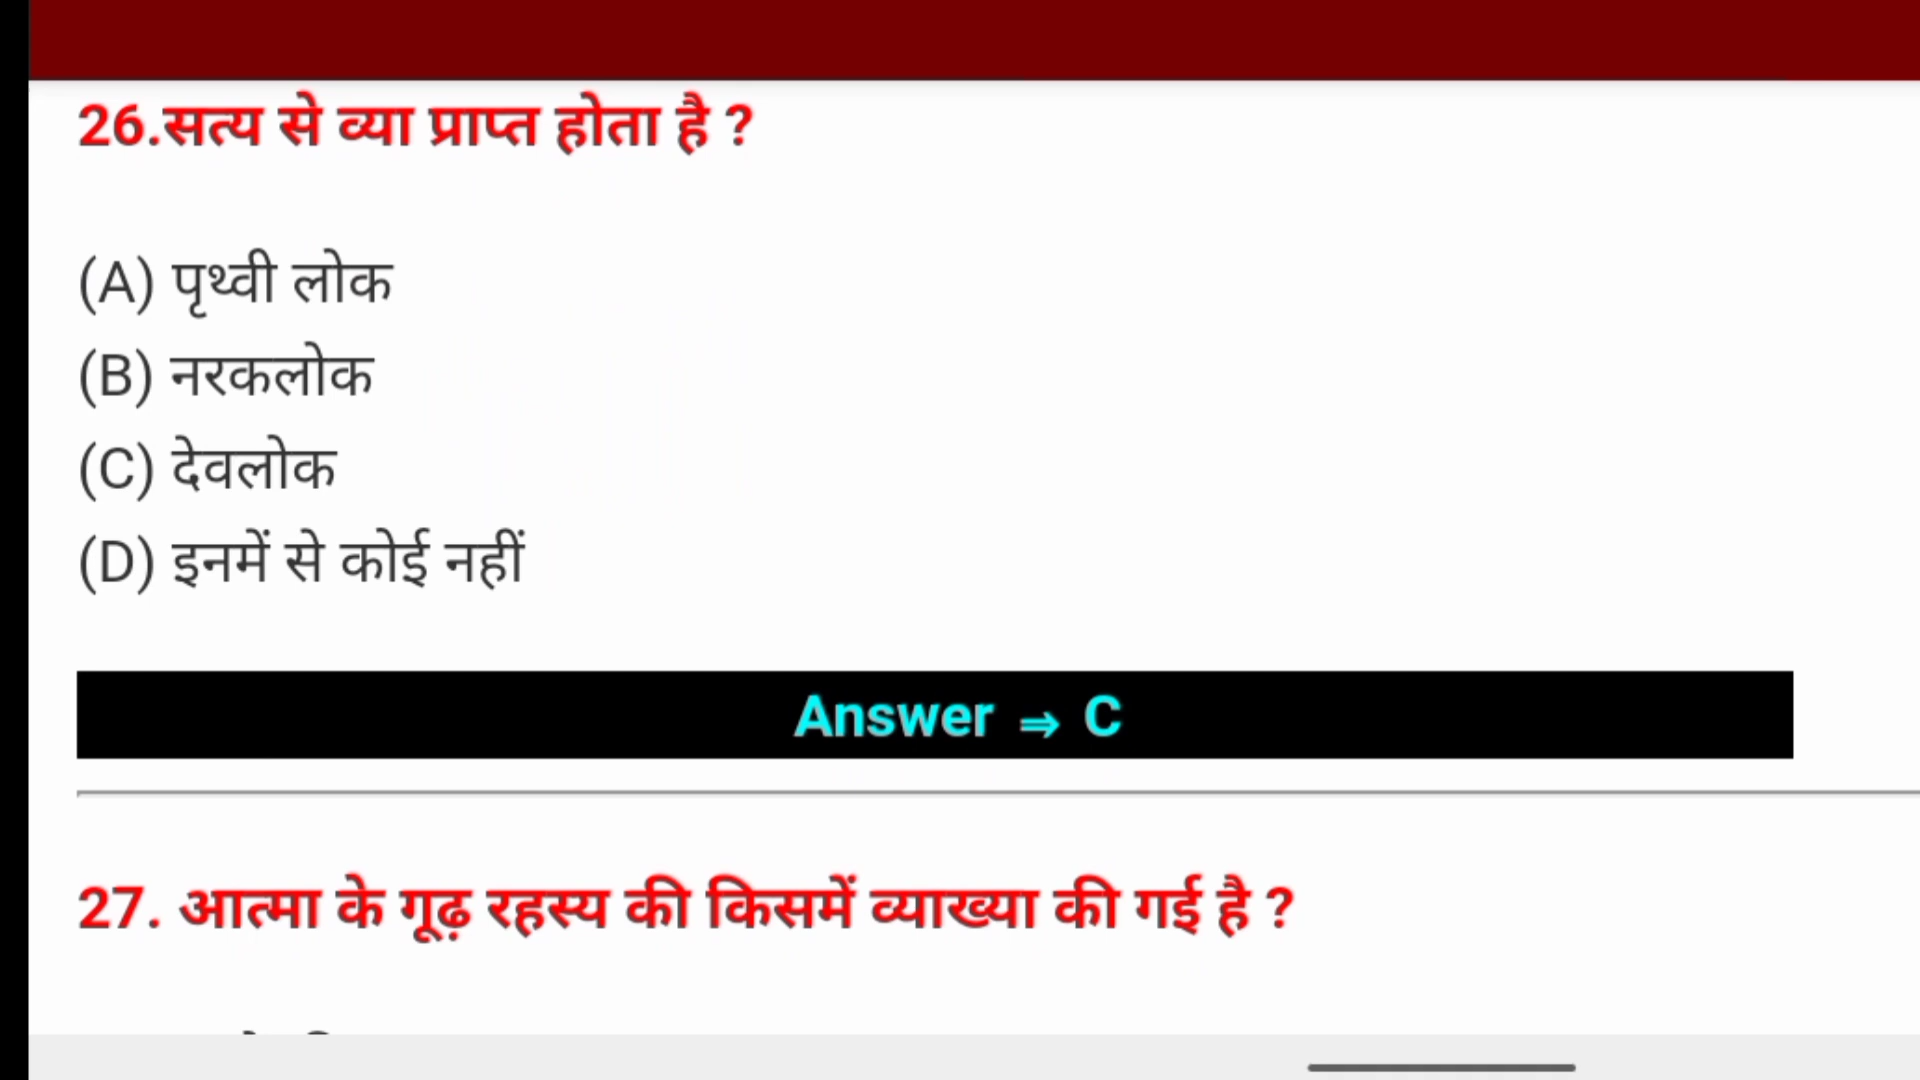 26.सत्य से व्या प्राप्त होता है ?
(A) पृथ्वी लोक
(B) नरकलोक
(C) देवलोक
(D) इनमें से कोई नहीं
Answer ⇒ C
27. आत्मा के गूढ़ रहस्य की किसमें व्याख्या की गई है ?